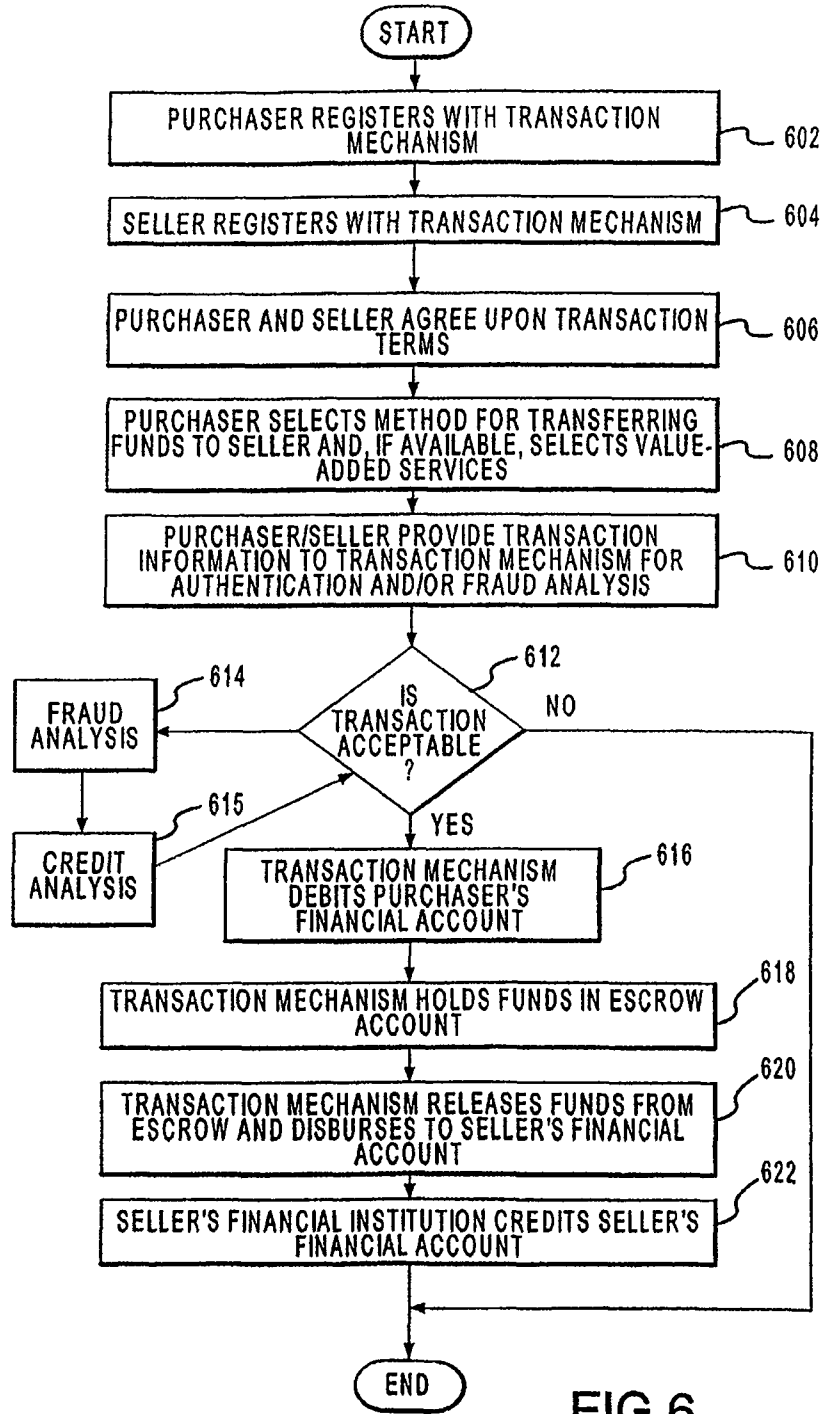 START
PURCHASER REGISTERS WITH TRANSACTION
MECHANISM
602
SELLER REGISTERS WITH TRANSACTION MECHANISM
604
PURCHASER AND SELLER AGREE UPON TRANSACTION
TERMS
606
PURCHASER SELECTS METHOD FOR TRANSFERRING
FUNDS TO SELLER AND, IF AVAILABLE, SELECTS VALUE-
ADDED SERVICES
608
PURCHASER/SELLER PROVIDE TRANSACTION
INFORMATION TO TRANSACTION MECHANISM FOR
AUTHENTICATION AND/OR FRAUD ANALYSIS
610
612
IS
TRANSACTION
ACCEPTABLE
?
NO
614
FRAUD
ANALYSIS
615
CREDIT
ANALYSIS
YES
TRANSACTION MECHANISM
DEBITS PURCHASER'S
FINANCIAL ACCOUNT
616
TRANSACTION MECHANISM HOLDS FUNDS IN ESCROW
ACCOUNT
618
TRANSACTION MECHANISM RELEASES FUNDS FROM
ESCROW AND DISBURSES TO SELLER'S FINANCIAL
ACCOUNT
620
SELLER'S FINANCIAL INSTITUTION CREDITS SELLER'S
FINANCIAL ACCOUNT
622
END
FIG.6